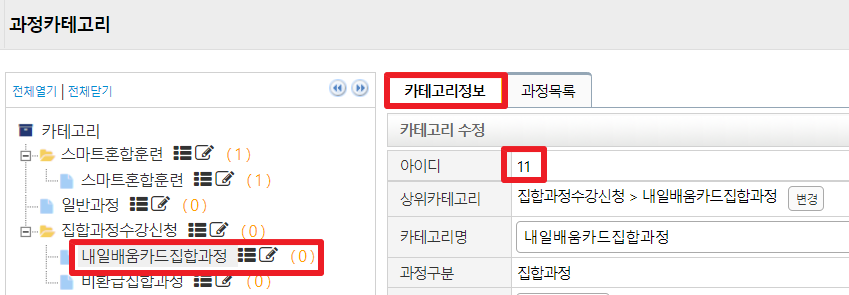 과정카테고리
전체열기 | 전체닫기
카테고리
스마트혼합훈련 (1)
스마트혼합훈련 (1)
일반과정 (0)
집합과정수강신청 (0)
내일배움카드집합과정 (0)
비환급집합과정 (0)
카테고리정보 과정목록
카테고리 수정
아이디 11
상위카테고리 집합과정수강신청 > 내일배움카드집합과정 변경
카테고리명 내일배움카드집합과정
과정구분 집합과정